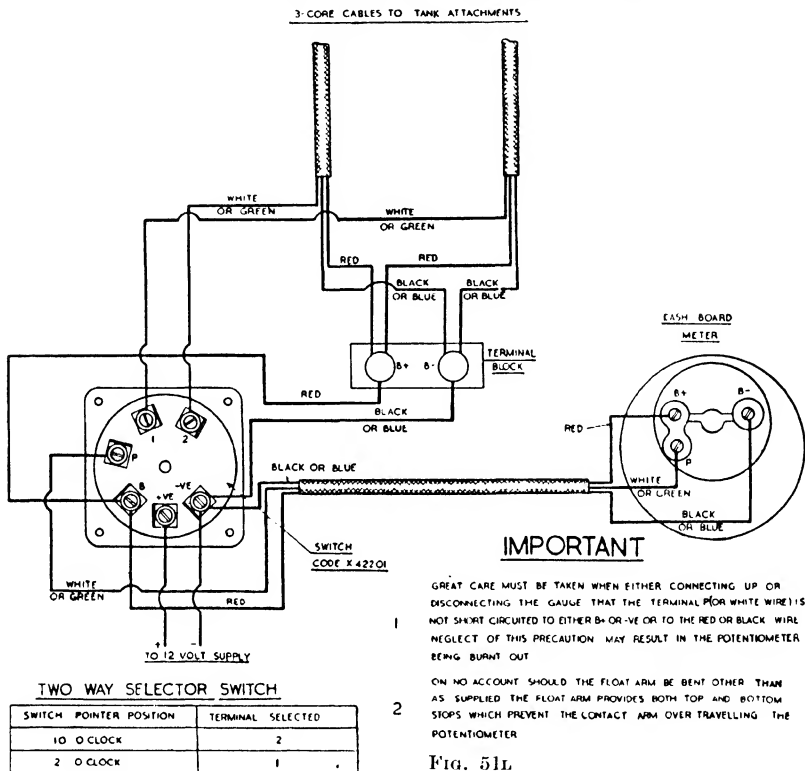 3-CORE CABLES TO TANK ATTACHMENTS
WHITE
OR GREEN
WHITE
OR GREEN
RED
RED
BLACK
OR BLUE
BLACK
OR BLUE
B+ B-
TERMINAL
BLOCK
DASH BOARD
METER
B+
B-
P
RED
WHITE
OR GREEN
BLACK
OR BLUE
RED
BLACK
OR BLUE
1
2
P
B
+VE
-VE
BLACK OR BLUE
SWITCH
CODE X 42201
WHITE
OR GREEN
RED
+ -
TO 12 VOLT SUPPLY
IMPORTANT
1
GREAT CARE MUST BE TAKEN WHEN EITHER CONNECTING UP OR
DISCONNECTING THE GAUGE THAT THE TERMINAL P(OR WHITE WIRE) IS
NOT SHORT CIRCUITED TO EITHER B+ OR -VE OR TO THE RED OR BLACK WIRE
NEGLECT OF THIS PRECAUTION MAY RESULT IN THE POTENTIOMETER
BEING BURNT OUT
2
ON NO ACCOUNT SHOULD THE FLOAT ARM BE BENT OTHER THAN
AS SUPPLIED THE FLOAT ARM PROVIDES BOTH TOP AND BOTTOM
STOPS WHICH PREVENT THE CONTACT ARM OVER TRAVELLING THE
POTENTIOMETER
TWO WAY SELECTOR SWITCH
SWITCH POINTER POSITION TERMINAL SELECTED
10 O CLOCK 2
2 O CLOCK 1
FIG. 51L